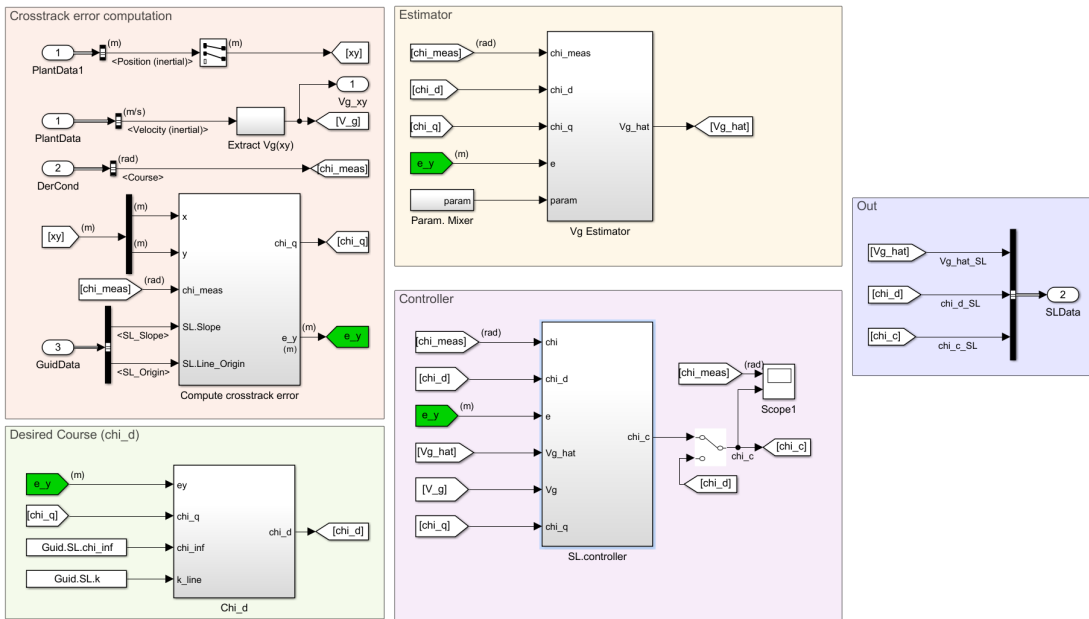 Crosstrack error computation
1
PlantData1
(m)
<Position (inertial)>
(m)
[xy]
1
Vg_xy
1
PlantData
(m/s)
<Velocity (inertial)>
Extract Vg(xy)
[V_g]
2
DerCond
(rad)
<Course>
[chi_meas]
[xy]
(m)
(m)
(m)
x
y
[chi_meas]
(rad)
chi_meas
3
GuidData
<SL_Slope>
<SL_Origin>
SL.Slope
SL.Line_Origin
chi_q
[chi_q]
e_y
(m)
(m)
e_y
Compute crosstrack error
Desired Course (chi_d)
e_y
(m)
ey
[chi_q]
chi_q
Guid.SL.chi_inf
chi_inf
Guid.SL.k
k_line
chi_d
[chi_d]
Chi_d
Estimator
[chi_meas]
(rad)
chi_meas
[chi_d]
chi_d
[chi_q]
chi_q
e_y
(m)
e
param
param
Param. Mixer
Vg_hat
[Vg_hat]
Vg Estimator
Controller
[chi_meas]
(rad)
chi
[chi_d]
chi_d
e_y
(m)
e
[Vg_hat]
Vg_hat
[V_g]
Vg
[chi_q]
chi_q
chi_c
SL.controller
[chi_meas]
(rad)
Scope1
chi_c
[chi_c]
[chi_d]
Out
[Vg_hat]
Vg_hat_SL
[chi_d]
chi_d_SL
[chi_c]
chi_c_SL
2
SLData